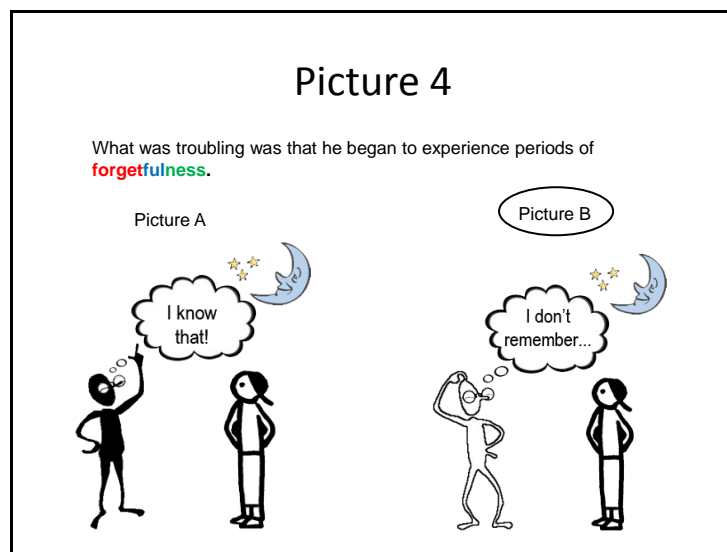 Picture 4
What was troubling was that he began to experience periods of
forgetfulness.
Picture A
Picture B
I know
that!
I don’t
remember...